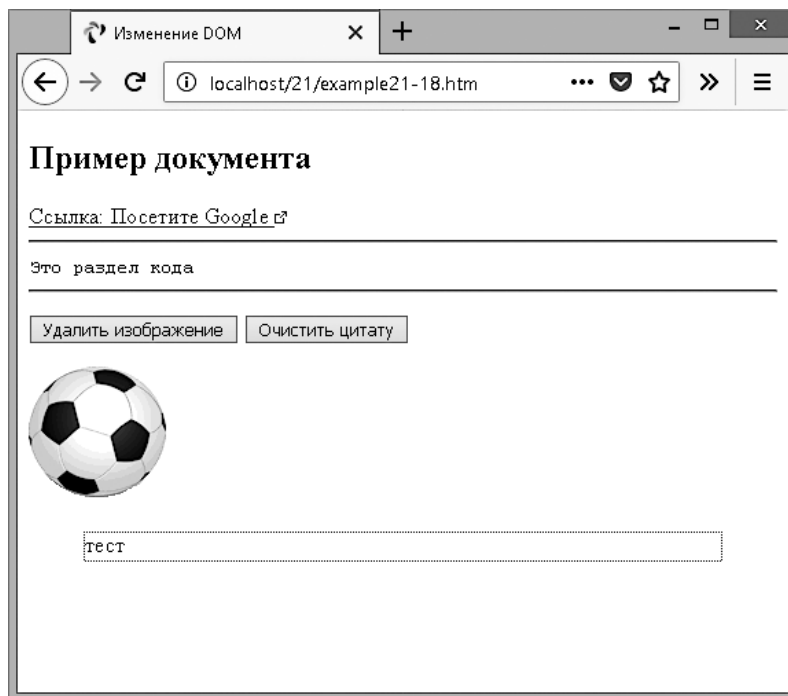 Изменение DOM
localhost/21/example21-18.htm
Пример документа
Ссылка: Посетите Google
Это раздел кода
Удалить изображение Очистить цитату
тест